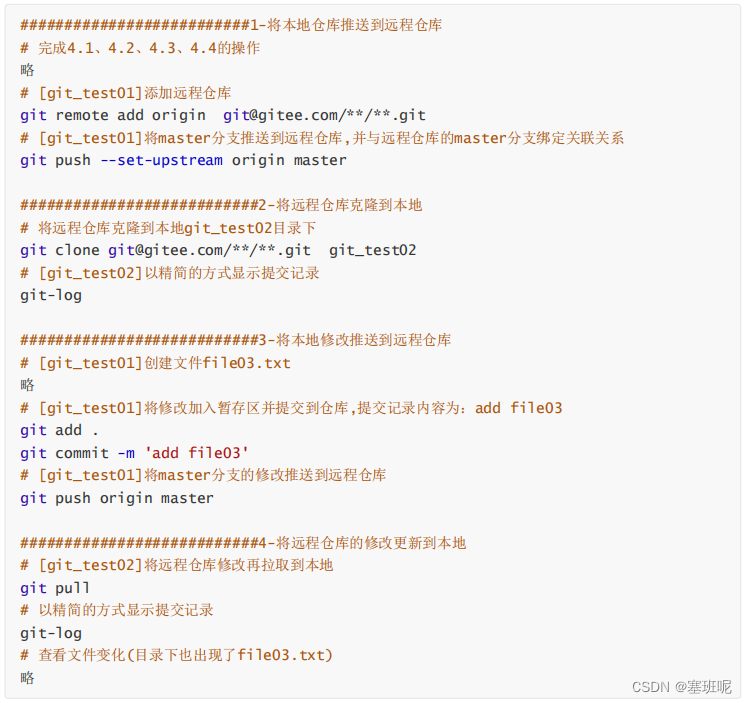 ##########################1-将本地仓库推送到远程仓库
# 完成4.1、4.2、4.3、4.4的操作
略
# [git_test01]添加远程仓库
git remote add origin  git@gitee.com/**/**.git
# [git_test01]将master分支推送到远程仓库,并与远程仓库的master分支绑定关联关系
git push --set-upstream origin master
###########################2-将远程仓库克隆到本地
# 将远程仓库克隆到本地git_test02目录下
git clone git@gitee.com/**/**.git  git_test02
# [git_test02]以精简的方式显示提交记录
git-log
###########################3-将本地修改推送到远程仓库
# [git_test01]创建文件file03.txt
略
# [git_test01]将修改加入暂存区并提交到仓库,提交记录内容为：add file03
git add .
git commit -m 'add file03'
# [git_test01]将master分支的修改推送到远程仓库
git push origin master
###########################4-将远程仓库的修改更新到本地
# [git_test02]将远程仓库修改再拉取到本地
git pull
# 以精简的方式显示提交记录
git-log
# 查看文件变化(目录下也出现了file03.txt)
略
CSDN @塞班呢